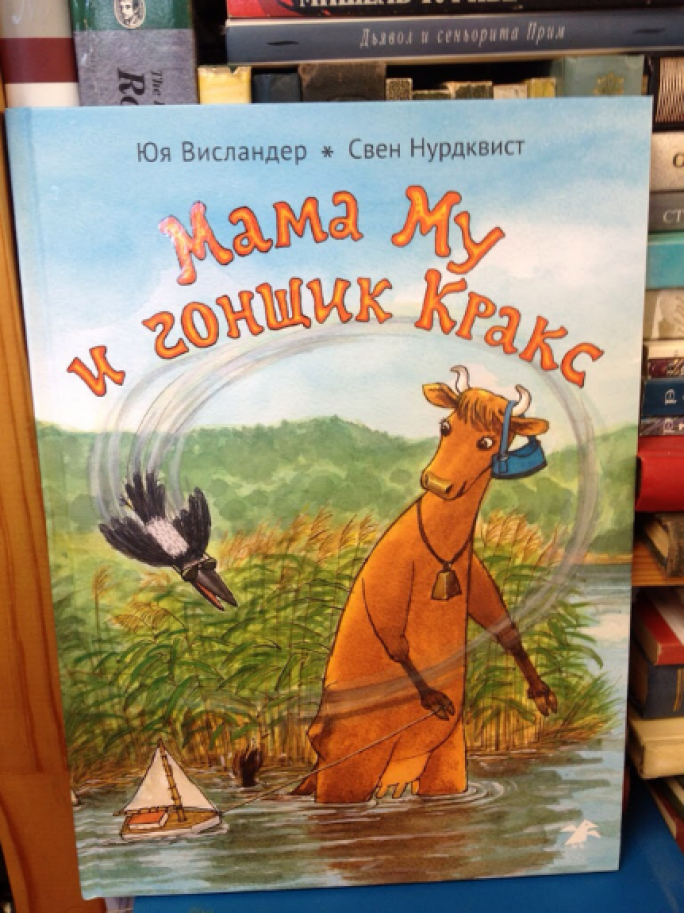 Дьявол и сеньорита Прим
Юя Висландер * Свен Нурдквист
Мама Му
и гонщик Кракс